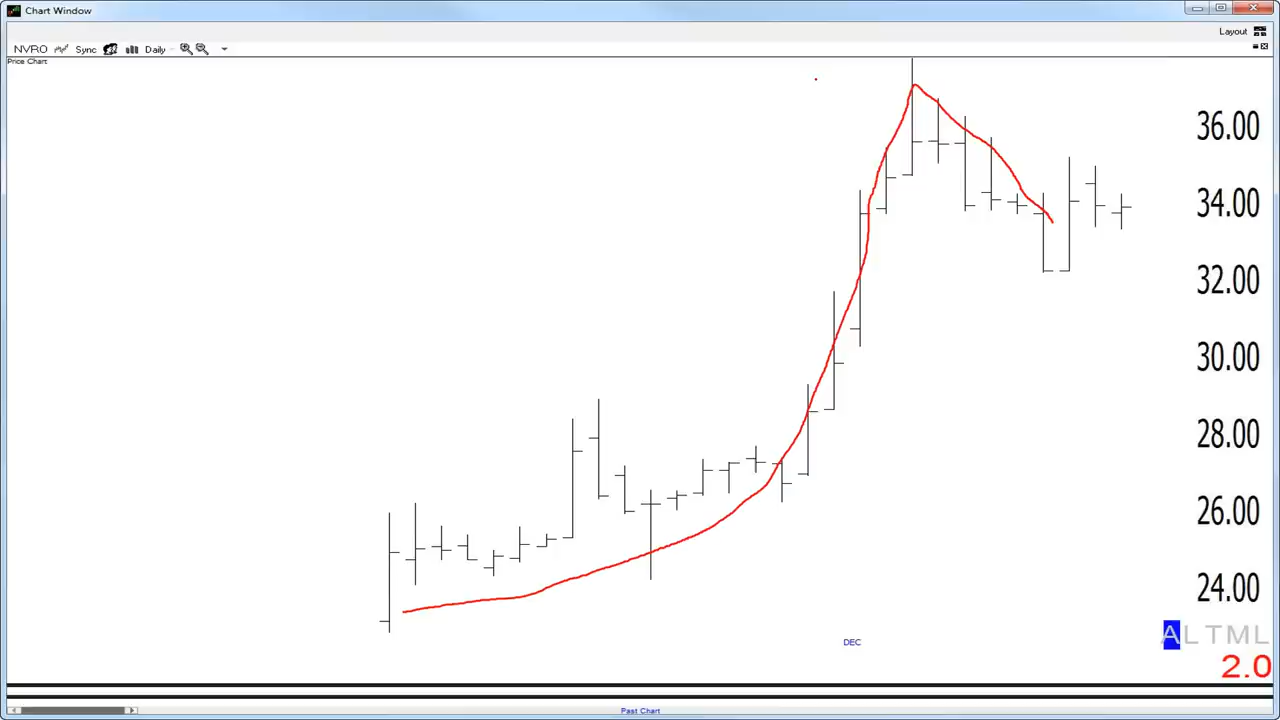 Chart Window
Layout
NVRO Sync Daily
Price Chart
36.00
34.00
32.00
30.00
28.00
26.00
24.00
ALTML
2.0
DEC
Past Chart